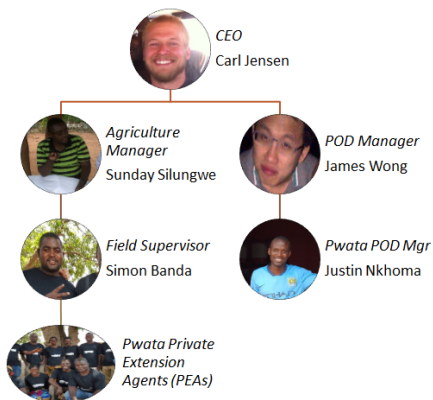 CEO
Carl Jensen
Agriculture
Manager
Sunday Silungwe
POD Manager
James Wong
Field Supervisor
Simon Banda
Pwata POD Mgr
Justin Nkhoma
Pwata Private
Extension
Agents (PEAs)